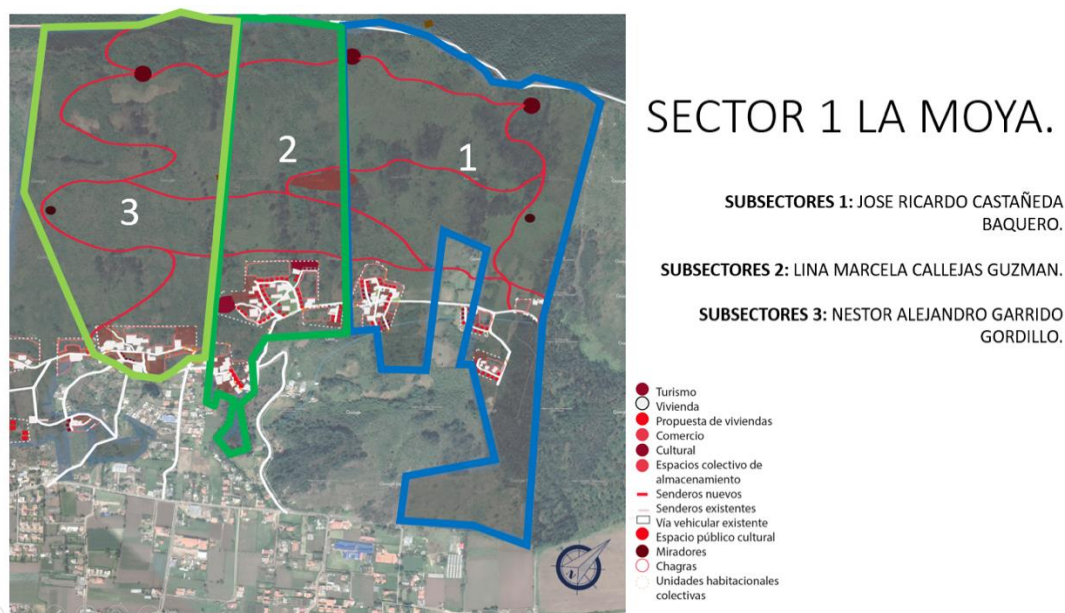 SECTOR 1 LA MOYA.
SUBSECTORES 1: JOSE RICARDO CASTAÑEDA
BAQUERO.
SUBSECTORES 2: LINA MARCELA CALLEJAS GUZMAN.
SUBSECTORES 3: NESTOR ALEJANDRO GARRIDO
GORDILLO.
3
2
1
Turismo
Vivienda
Propuesta de viviendas
Comercio
Cultural
Espacios colectivo de
almacenamiento
Senderos nuevos
Senderos existentes
Vía vehicular existente
Espacio público cultural
Miradores
Chagras
Unidades habitacionales
colectivas